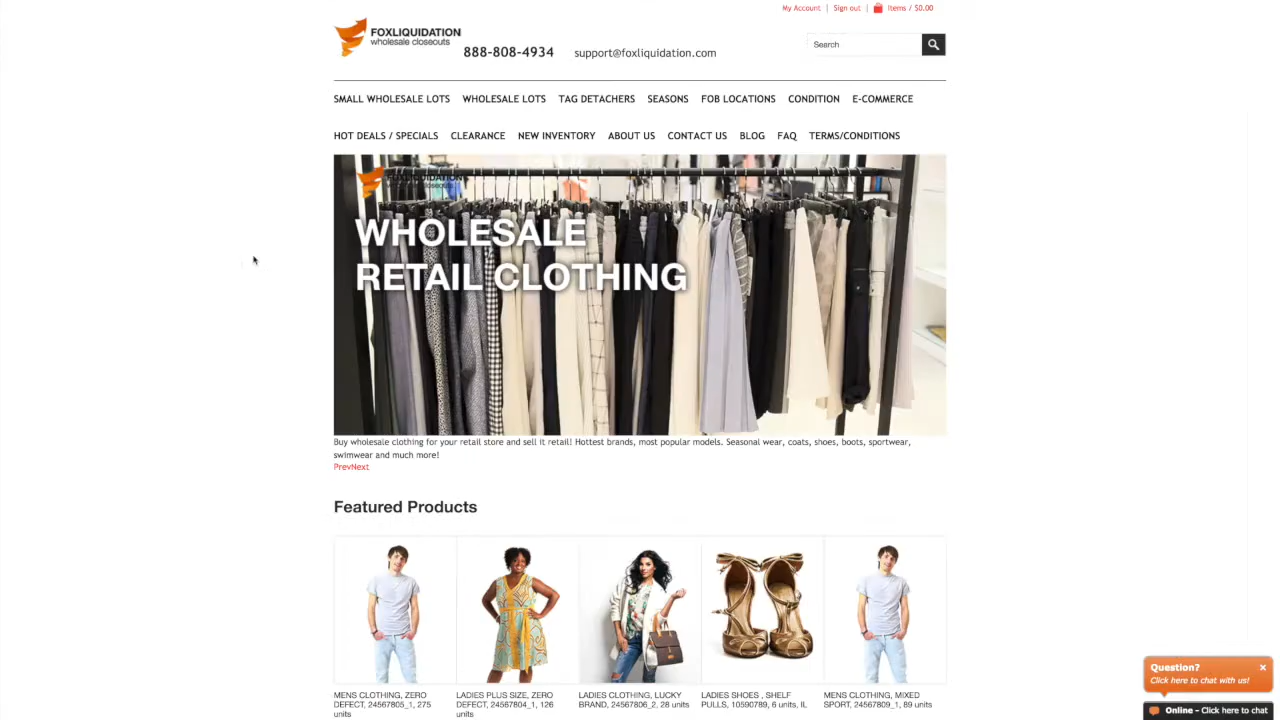 My Account | Sign out | Items / $0.00
FOXLIQUIDATION
wholesale closeouts
888-808-4934 support@foxliquidation.com
Search
SMALL WHOLESALE LOTS WHOLESALE LOTS TAG DETACHERS SEASONS FOB LOCATIONS CONDITION E-COMMERCE
HOT DEALS / SPECIALS CLEARANCE NEW INVENTORY ABOUT US CONTACT US BLOG FAQ TERMS/CONDITIONS
FOXLIQUIDATION
wholesale closeouts
WHOLESALE
RETAIL CLOTHING
Buy wholesale clothing for your retail store and sell it retail! Hottest brands, most popular models. Seasonal wear, coats, shoes, boots, sportwear,
swimwear and much more!
PrevNext
Featured Products
MENS CLOTHING, ZERO
DEFECT, 24567805_1, 275
units
LADIES PLUS SIZE, ZERO
DEFECT, 24567804_1, 126
units
LADIES CLOTHING, LUCKY
BRAND, 24567806_2, 28 units
LADIES SHOES , SHELF
PULLS, 10590789, 6 units, IL
MENS CLOTHING, MIXED
SPORT, 24567809_1, 89 units
Question?
Click here to chat with us!
Online - Click here to chat